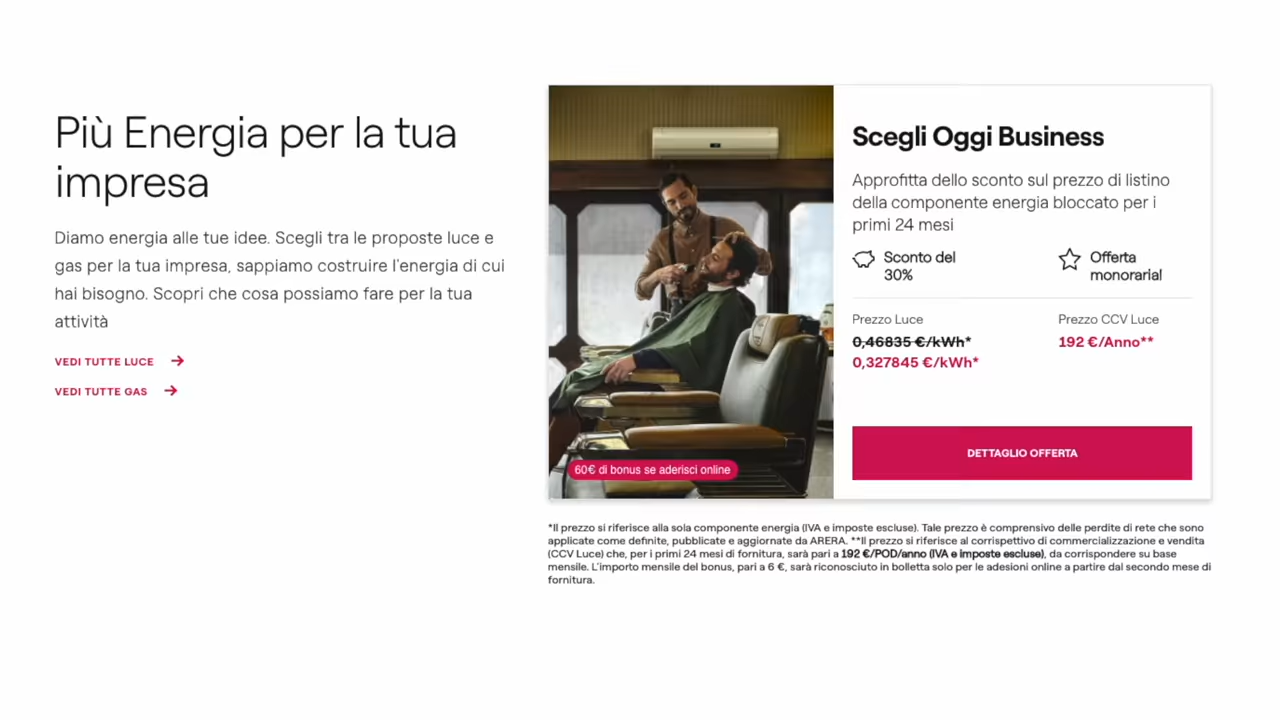 Più Energia per la tua
impresa
Diamo energia alle tue idee. Scegli tra le proposte luce e
gas per la tua impresa, sappiamo costruire l'energia di cui
hai bisogno. Scopri che cosa possiamo fare per la tua
attività
VEDI TUTTE LUCE
VEDI TUTTE GAS
60€ di bonus se aderisci online
Scegli Oggi Business
Approfitta dello sconto sul prezzo di listino
della componente energia bloccato per i
primi 24 mesi
Sconto del
30%
Offerta
monoraria!
Prezzo Luce
0,46835 €/kWh*
0,327845 €/kWh*
Prezzo CCV Luce
192 €/Anno**
DETTAGLIO OFFERTA
*Il prezzo si riferisce alla sola componente energia (IVA e imposte escluse). Tale prezzo è comprensivo delle perdite di rete che sono
applicate come definite, pubblicate e aggiornate da ARERA. **Il prezzo si riferisce al corrispettivo di commercializzazione e vendita
(CCV Luce) che, per i primi 24 mesi di fornitura, sarà pari a 192 €/POD/anno (IVA e imposte escluse), da corrispondere su base
mensile. L'importo mensile del bonus, pari a 6 €, sarà riconosciuto in bolletta solo per le adesioni online a partire dal secondo mese di
fornitura.